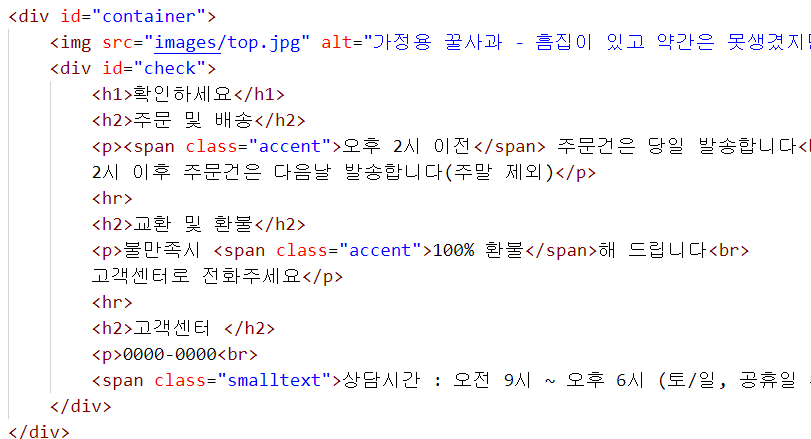 <div id="container">
<img src="images/top.jpg" alt="가정용 꿀사과 - 흠집이 있고 약간은 못생겼지만
<div id="check">
<h1>확인하세요</h1>
<h2>주문 및 배송</h2>
<p><span class="accent">오후 2시 이전</span> 주문건은 당일 발송합니다<b
2시 이후 주문건은 다음날 발송합니다(주말 제외)</p>
<hr>
<h2>교환 및 환불</h2>
<p>불만족시 <span class="accent">100% 환불</span>해 드립니다<br>
고객센터로 전화주세요</p>
<hr>
<h2>고객센터 </h2>
<p>0000-0000<br>
<span class="smalltext">상담시간 : 오전 9시 ~ 오후 6시 (토/일, 공휴일
</div>
</div>